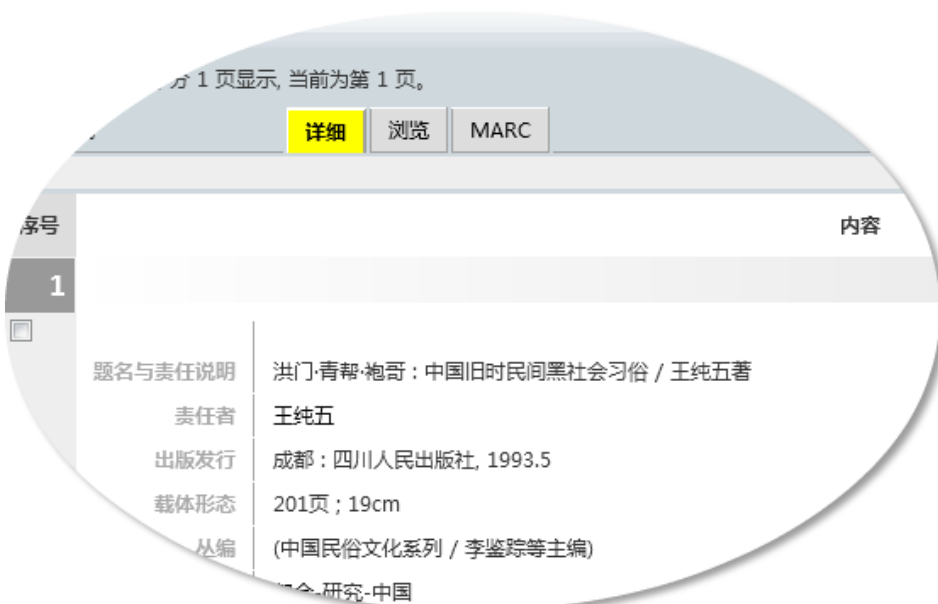 分 1 页显示, 当前为第 1 页。
详细 浏览 MARC
序号 内容
1
题名与责任说明 洪门·青帮·袍哥 : 中国旧时民间黑社会习俗 / 王纯五著
责任者 王纯五
出版发行 成都 : 四川人民出版社, 1993.5
载体形态 201页 ; 19cm
丛编 (中国民俗文化系列 / 李鉴踪等主编)
-研究-中国